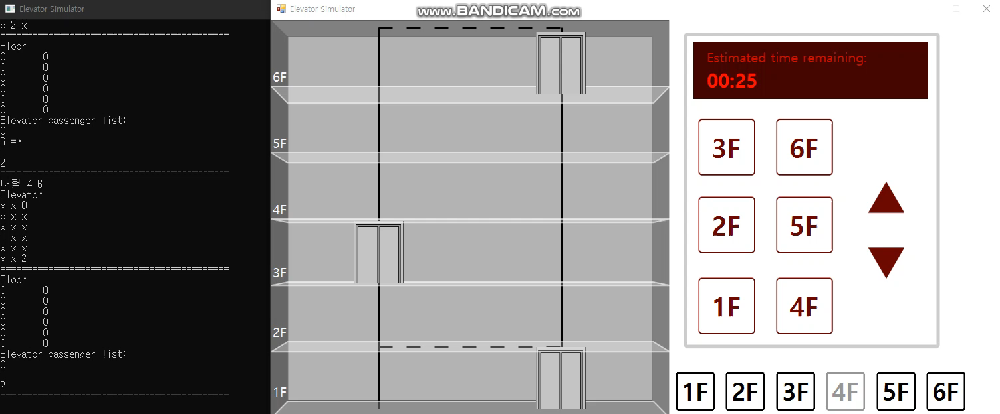 Elevator Simulator
x 2 x
===========================================
Floor
0 0
0 0
0 0
0 0
0 0
0 0
Elevator passenger list:
0
6 =>
1
2
===========================================
내림 4 6
Elevator
x x 0
x x x
x x x
1 x x
x x x
x x 2
===========================================
Floor
0 0
0 0
0 0
0 0
0 0
0 0
Elevator passenger list:
0
1
2
===========================================
Elevator Simulator
www.BANDICAM.com
6F
5F
4F
3F
2F
1F
Estimated time remaining:
00:25
3F 6F
2F 5F
1F 4F
1F 2F 3F 4F 5F 6F